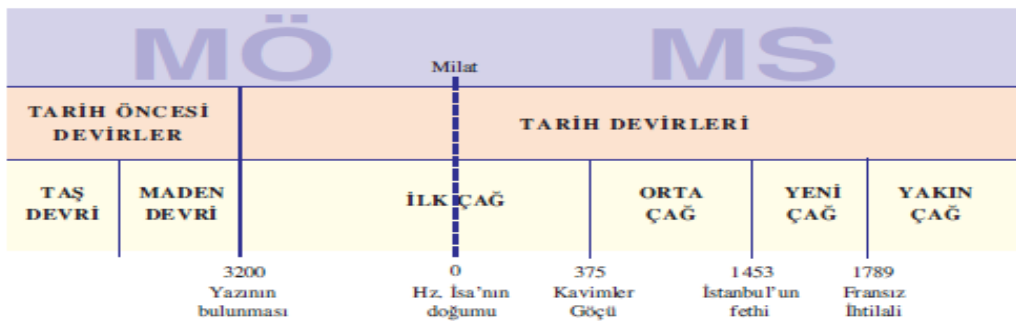 MÖ MS
Milat
TARİH ÖNCESİ
DEVİRLER
TARİH DEVİRLERİ
TAŞ
DEVRİ
MADEN
DEVRİ
İLK ÇAĞ
ORTA
ÇAĞ
YENİ
ÇAĞ
YAKIN
ÇAĞ
3200
Yazının
bulunması
0
Hz. İsa'nın
doğumu
375
Kavimler
Göçü
1453
İstanbul'un
fethi
1789
Fransız
İhtilali